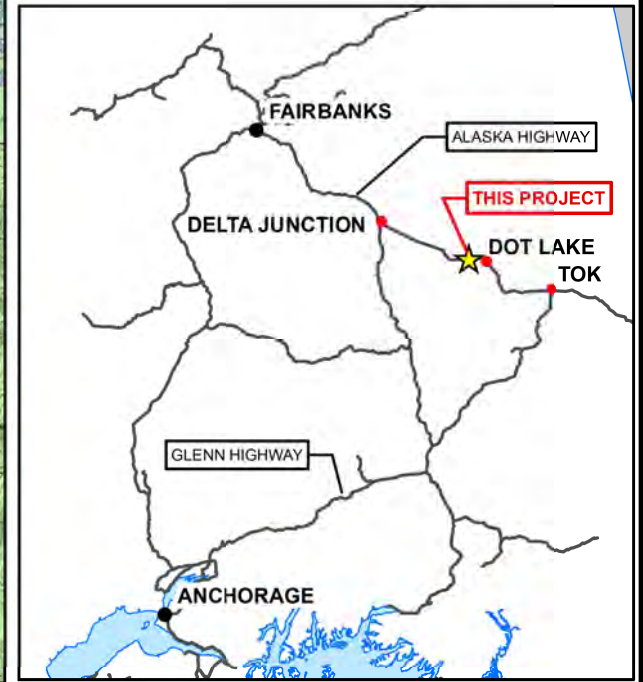 FAIRBANKS
ALASKA HIGHWAY
THIS PROJECT
DELTA JUNCTION
DOT LAKE
TOK
GLENN HIGHWAY
ANCHORAGE